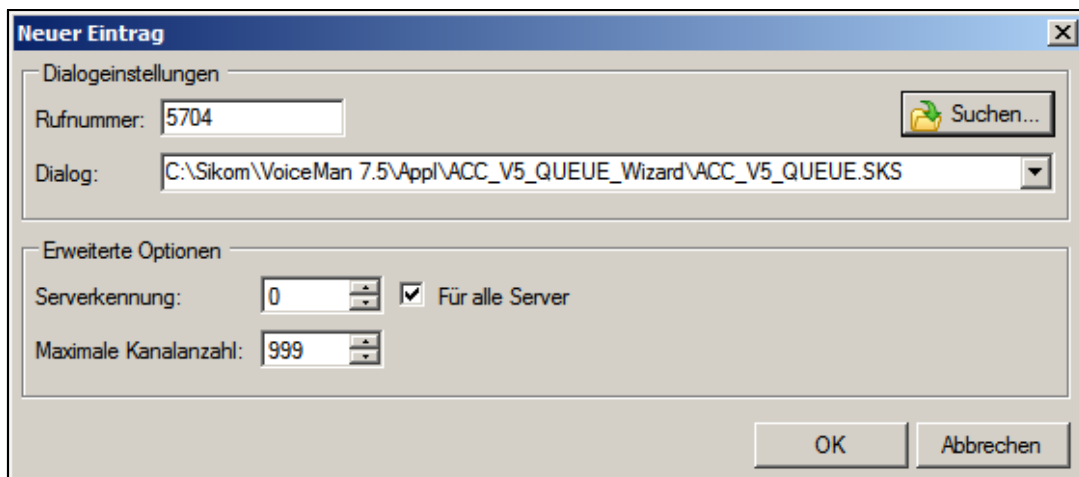 Neuer Eintrag
Dialogeinstellungen
Rufnummer: 5704 Suchen...
Dialog: C:\Sikom\VoiceMan 7.5\Appl\ACC_V5_QUEUE_Wizard\ACC_V5_QUEUE.SKS
Erweiterte Optionen
Serverkennung: 0 Für alle Server
Maximale Kanalanzahl: 999
OK Abbrechen